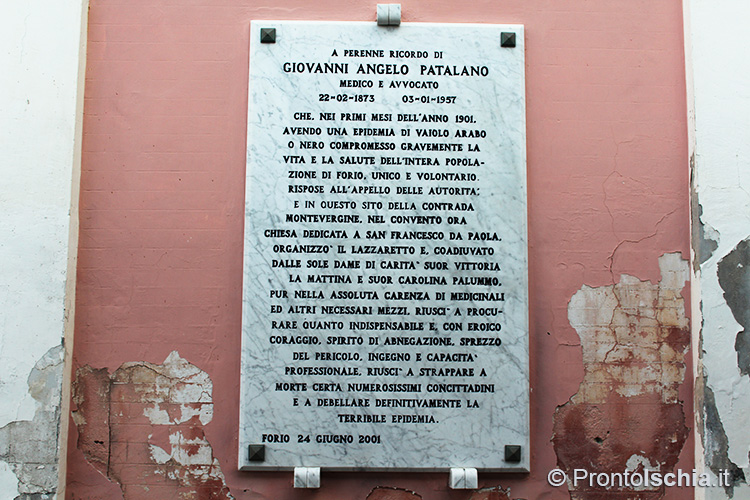 A PERENNE RICORDO DI
GIOVANNI ANGELO PATALANO
MEDICO E AVVOCATO
22-02-1873 03-01-1957
CHE, NEI PRIMI MESI DELL'ANNO 1901,
AVENDO UNA EPIDEMIA DI VAIOLO ARABO
O NERO COMPROMESSO GRAVEMENTE LA
VITA E LA SALUTE DELL'INTERA POPOLA-
ZIONE DI FORIO, UNICO E VOLONTARIO,
RISPOSE ALL'APPELLO DELLE AUTORITA',
E IN QUESTO SITO DELLA CONTRADA
MONTEVERGINE, NEL CONVENTO ORA
CHIESA DEDICATA A SAN FRANCESCO DA PAOLA,
ORGANIZZO' IL LAZZARETTO E, COADIUVATO
DALLE SOLE DAME DI CARITA' SUOR VITTORIA
LA MATTINA E SUOR CAROLINA PALUMMO,
PUR NELLA ASSOLUTA CARENZA DI MEDICINALI
ED ALTRI NECESSARI MEZZI, RIUSCI' A PROCU-
RARE QUANTO INDISPENSABILE E, CON EROICO
CORAGGIO, SPIRITO DI ABNEGAZIONE, SPREZZO
DEL PERICOLO, INGEGNO E CAPACITA'
PROFESSIONALE, RIUSCI' A STRAPPARE A
MORTE CERTA NUMEROSISSIMI CONCITTADINI
E A DEBELLARE DEFINITIVAMENTE LA
TERRIBILE EPIDEMIA.
FORIO 24 GIUGNO 2001
© ProntoIschia.it